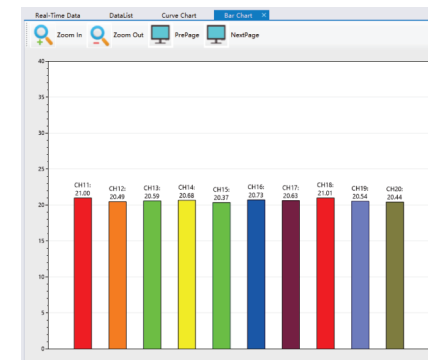 Real-Time Data DataList Curve Chart Bar Chart ×
Zoom In Zoom Out PrePage NextPage
40
35
30
25
CH11: CH12: CH13: CH14: CH15: CH16: CH17: CH18: CH19: CH20:
21.00 20.49 20.59 20.68 20.37 20.73 20.63 21.01 20.54 20.44
20
15
10
5
0